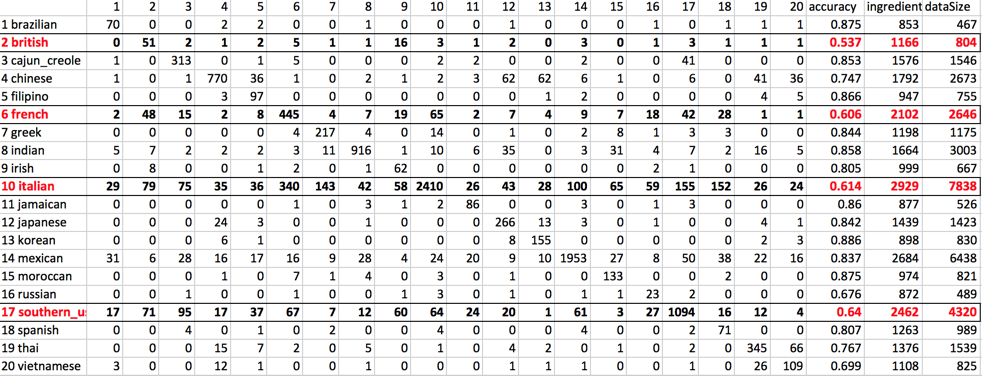 1 2 3 4 5 6 7 8 9 10 11 12 13 14 15 16 17 18 19 20 accuracy ingredient dataSize
1 brazilian 70 0 0 2 2 0 0 1 0 0 0 1 0 1 0 0 1 1 1 0.875 853 467
2 british 0 51 2 1 2 5 1 1 16 3 1 2 0 3 0 1 3 1 1 1 0.537 1166 804
3 cajun_creole 1 0 313 0 1 5 0 0 0 2 2 0 0 2 0 0 41 0 0 0 0.853 1576 1546
4 chinese 1 0 1 770 36 1 0 2 1 2 3 62 62 6 1 0 6 0 41 36 0.747 1792 2673
5 filipino 0 0 0 3 97 0 0 0 0 0 0 0 1 2 0 0 0 0 4 5 0.866 947 755
6 french 2 48 15 2 8 445 4 7 19 65 2 7 4 9 7 18 42 28 1 1 0.606 2102 2646
7 greek 0 0 0 0 0 4 217 4 0 14 0 1 0 2 8 1 3 3 0 0 0.844 1198 1175
8 indian 5 7 2 2 2 3 11 916 1 10 6 35 0 3 31 4 7 2 16 5 0.858 1664 3003
9 irish 0 8 0 0 1 2 0 1 62 0 0 0 0 0 0 2 1 0 0 0 0.805 999 667
10 italian 29 79 75 35 36 340 143 42 58 2410 26 43 28 100 65 59 155 152 26 24 0.614 2929 7838
11 jamaican 0 0 0 0 0 1 0 3 1 2 86 0 0 3 0 1 3 0 0 0 0.86 877 526
12 japanese 0 0 0 24 3 0 0 1 0 0 0 266 13 3 0 1 0 0 4 1 0.842 1439 1423
13 korean 0 0 0 6 1 0 0 0 0 0 0 8 155 0 0 0 0 0 2 3 0.886 898 830
14 mexican 31 6 28 16 17 16 9 28 4 24 20 9 10 1953 27 8 50 38 22 16 0.837 2684 6438
15 moroccan 0 0 0 1 0 7 1 4 0 3 0 1 0 0 133 0 0 2 0 0 0.875 974 821
16 russian 0 0 1 0 0 1 0 0 1 3 0 1 0 1 1 23 2 0 0 0 0.676 872 489
17 southern_u 17 71 95 17 37 67 7 12 60 64 24 20 1 61 3 27 1094 16 12 4 0.64 2462 4320
18 spanish 0 0 4 0 1 0 2 0 0 4 0 0 0 4 0 0 2 71 0 0 0.807 1263 989
19 thai 0 0 0 15 7 2 0 5 0 1 0 4 2 0 1 0 2 0 345 66 0.767 1376 1539
20 vietnamese 3 0 0 12 1 0 0 1 0 0 0 1 1 1 0 0 1 0 26 109 0.699 1108 825